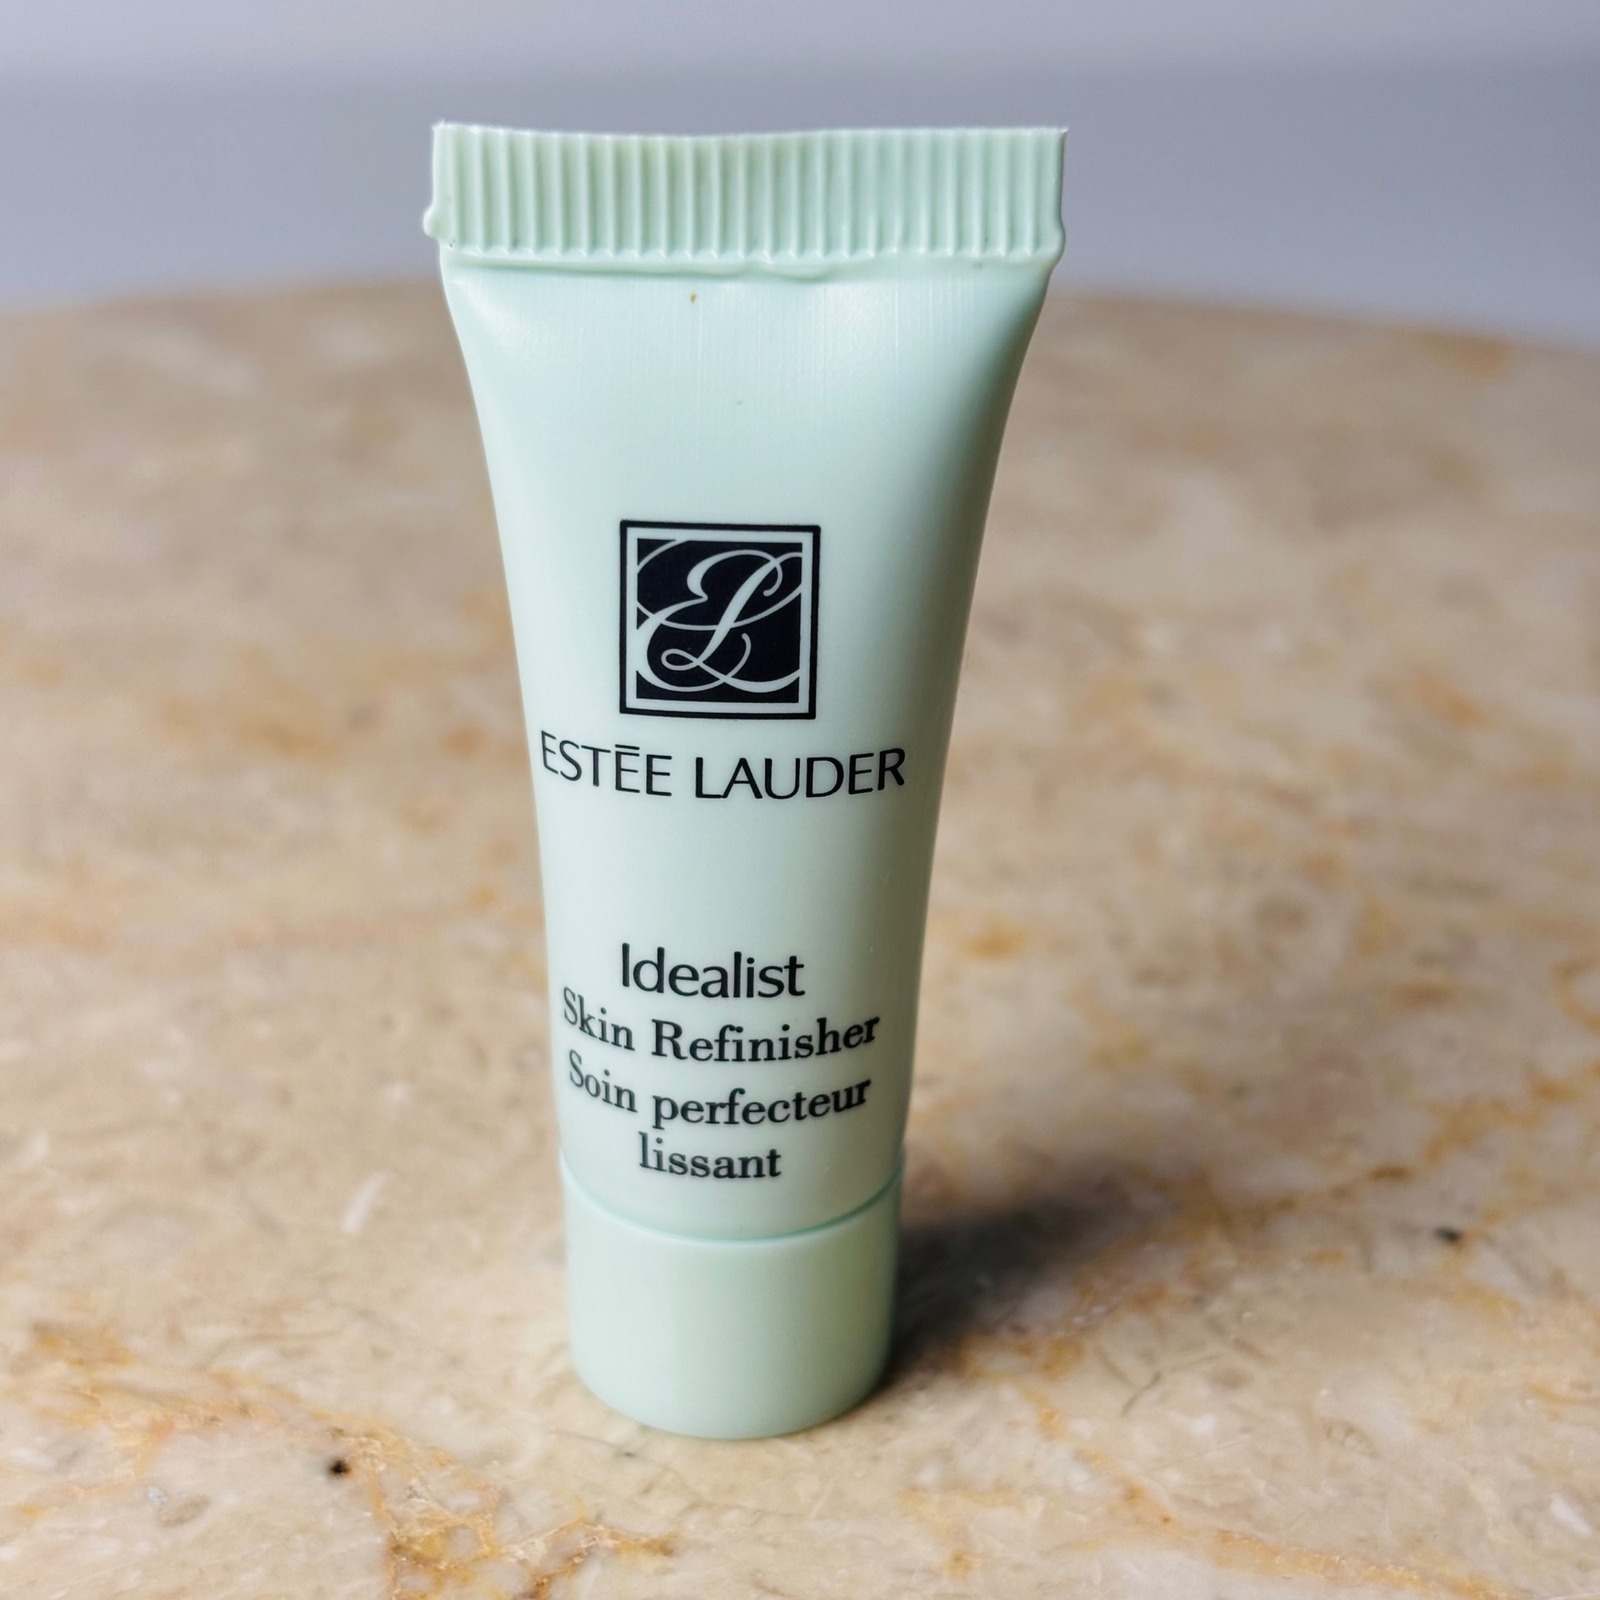 EL
ESTĒE LAUDER
Idealist
Skin Refinisher
Soin perfecteur
lissant